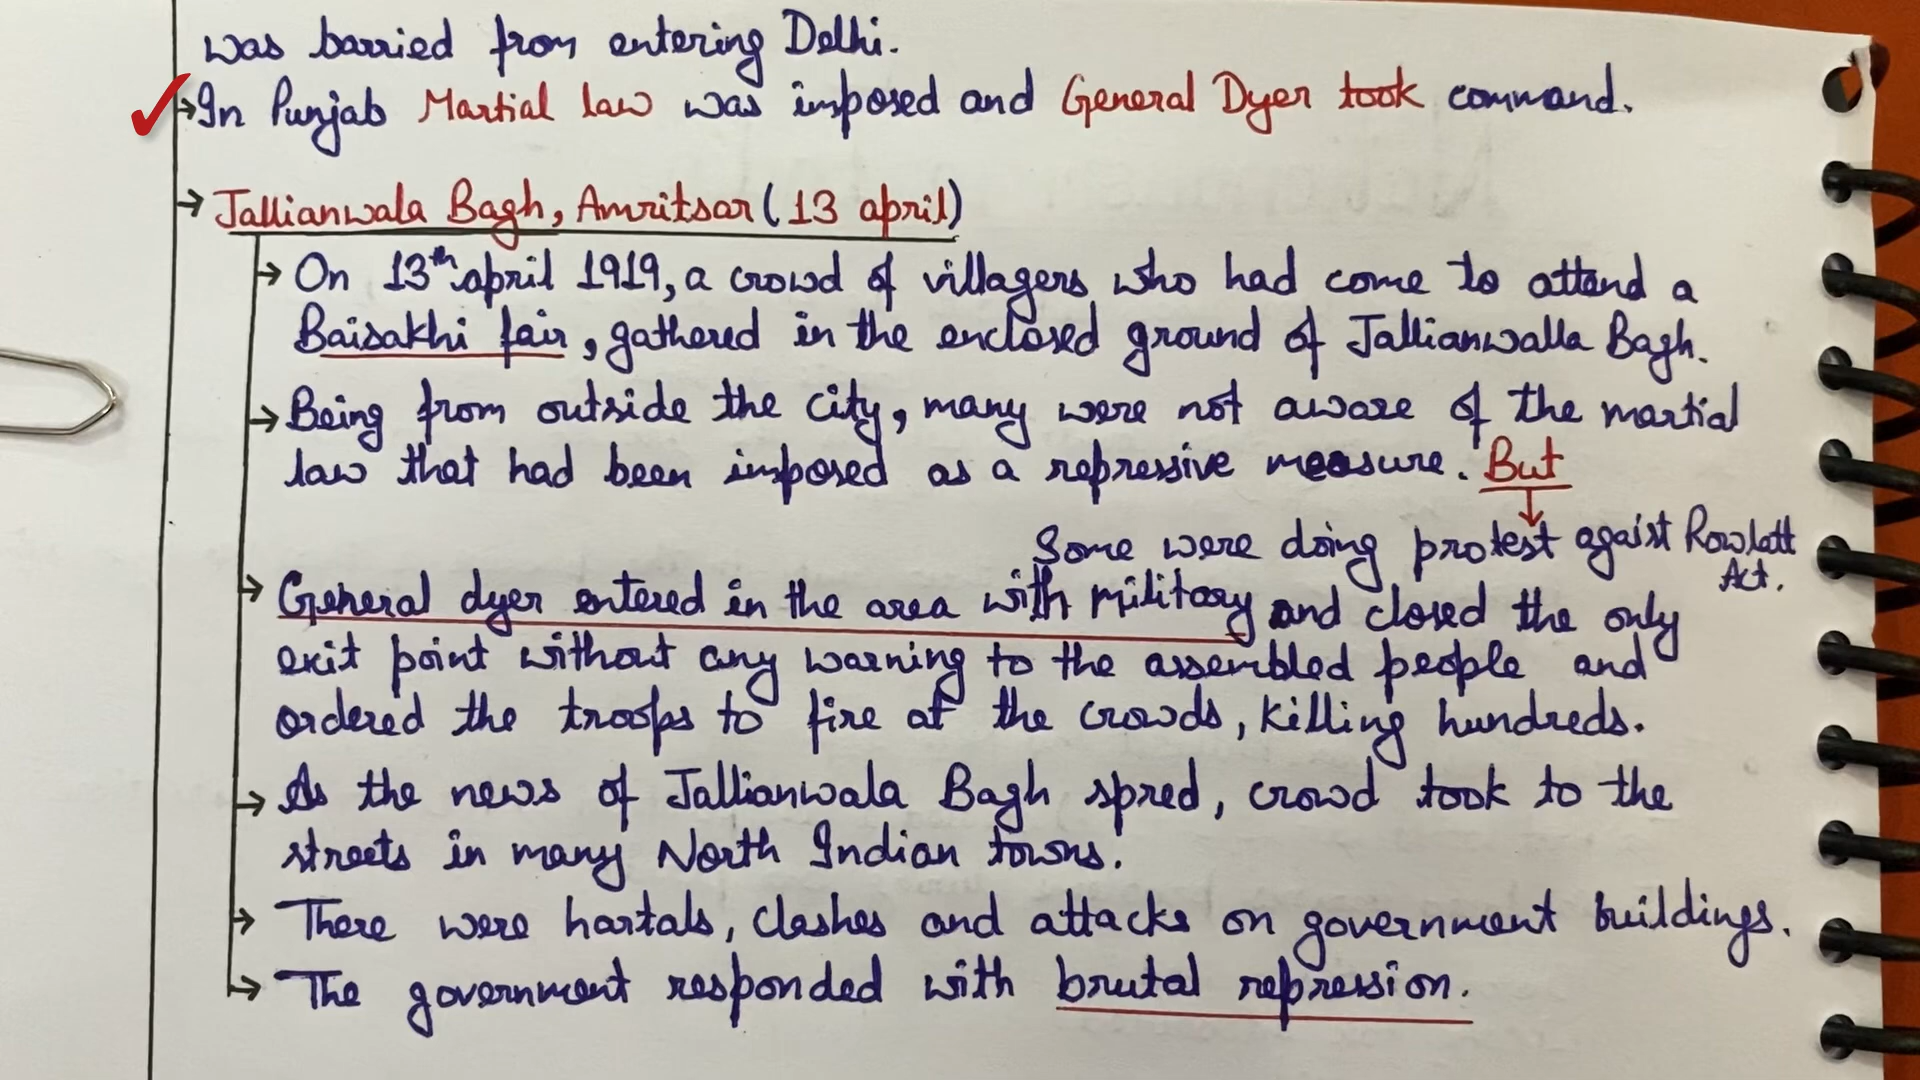 was barried from entering Delhi.
→In Punjab Martial law was imposed and General Dyer took command.
→ Jallianwala Bagh, Amritsar (13 april)
→ On 13th april 1919, a crowd of villagers who had come to attend a
Baisakhi fair, gathered in the enclosed ground of Jallianwalla Bagh.
→ Being from outside the city, many were not aware of the martial
law that had been imposed as a repressive measure. But
Some were doing protest agaist Rowlatt
Act.
→ General dyer entered in the area with military and closed the only
exit point without any warning to the assembled people and
ordered the troops to fire at the crowds, killing hundreds.
→ As the news of Jallianwala Bagh spred, crowd took to the
streets in many North Indian towns.
→ There were hartals, clashes and attacks on government buildings.
→ The government responded with brutal repression.